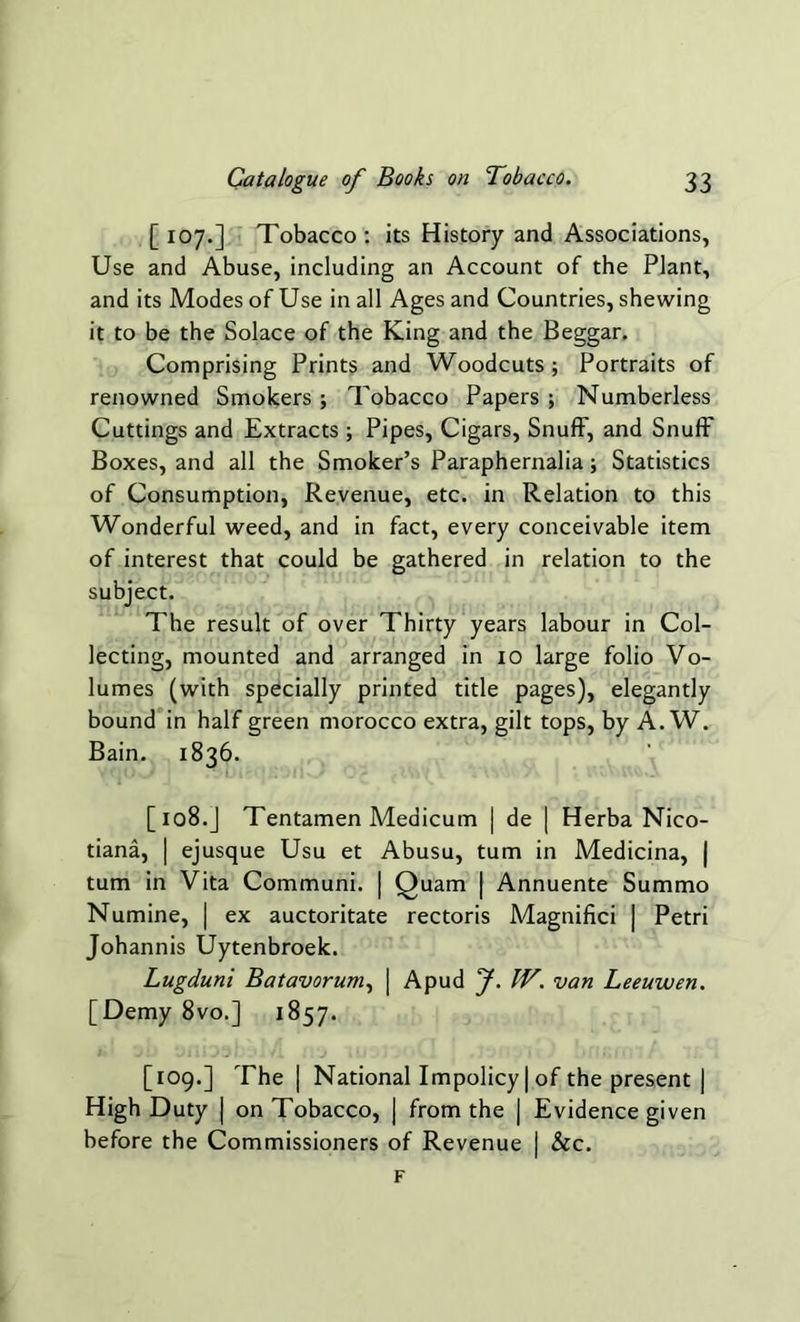 Catalogue of Books on Tobacco. 33
[ 107.] Tobacco : its History and Associations,
Use and Abuse, including an Account of the Plant,
and its Modes of Use in all Ages and Countries, shewing
it to be the Solace of the King and the Beggar.
Comprising Prints and Woodcuts ; Portraits of
renowned Smokers ; Tobacco Papers ; Numberless
Cuttings and Extracts ; Pipes, Cigars, Snuff, and Snuff
Boxes, and all the Smoker's Paraphernalia ; Statistics
of Consumption, Revenue, etc. in Relation to this
Wonderful weed, and in fact, every conceivable item
of interest that could be gathered in relation to the
subject.
The result of over Thirty years labour in Col-
lecting, mounted and arranged in 10 large folio Vo-
lumes (with specially printed title pages), elegantly
bound in half green morocco extra, gilt tops, by A. W.
Bain. 1836.
[ 108.] Tentamen Medicum | de | Herba Nico-
tianâ, | ejusque Usu et Abusu, tum in Medicina, |
tum in Vita Communi. | Quam | Annuente Summo
Numine, | ex auctoritate rectoris Magnifici | Petri
Johannis Uytenbroek.
Lugduni Batavorum, | Apud J. W. van Leeuwen.
[Demy 8vo.] 1857.
[109.] The | National Impolicy | of the present |
High Duty | on Tobacco, | from the | Evidence given
before the Commissioners of Revenue | &c.
F